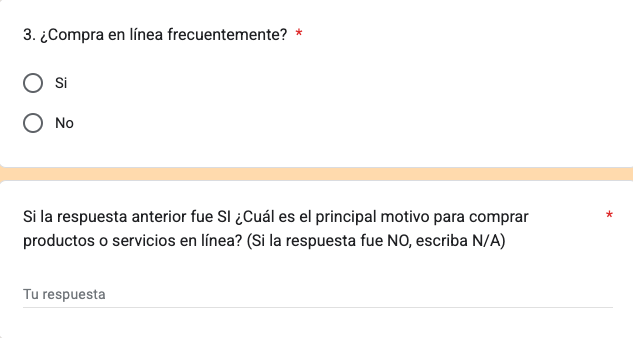 3. ¿Compra en línea frecuentemente? *
Si
No
Si la respuesta anterior fue SI ¿Cuál es el principal motivo para comprar *
productos o servicios en línea? (Si la respuesta fue NO, escriba N/A)
Tu respuesta